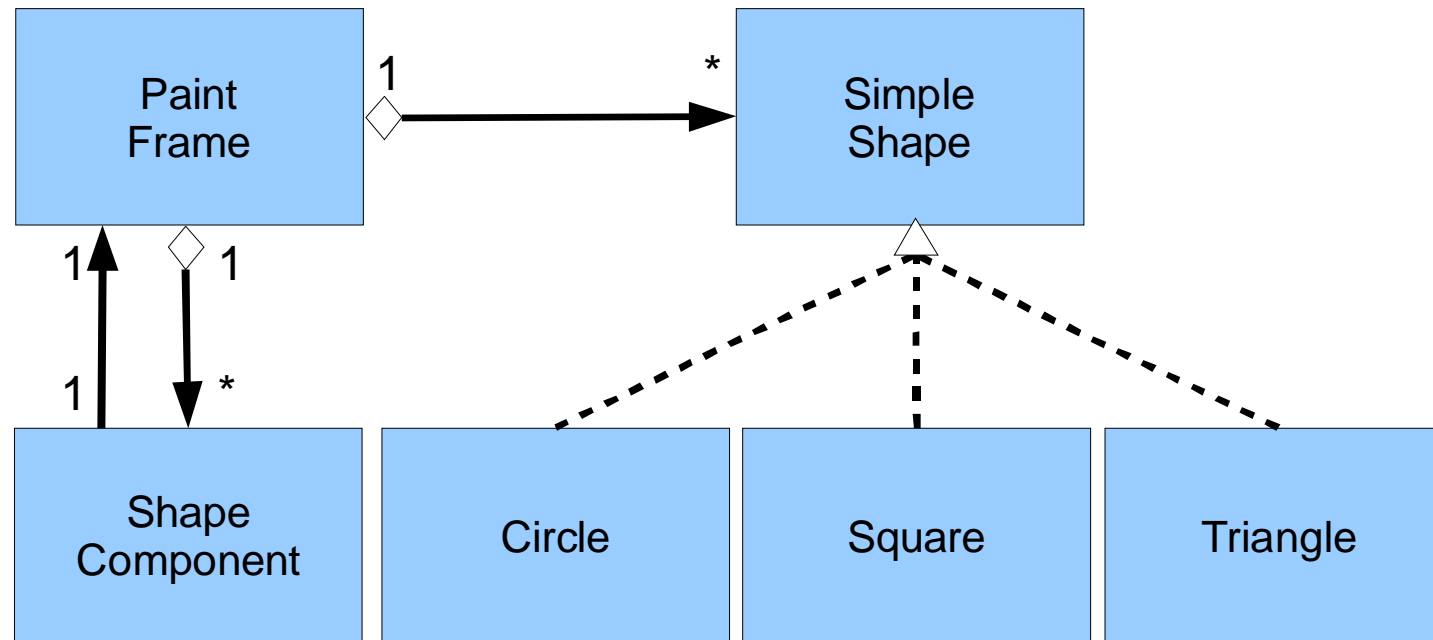 Paint
Frame
1
*
Simple
Shape
1
1
1
*
Shape
Component
Circle
Square
Triangle